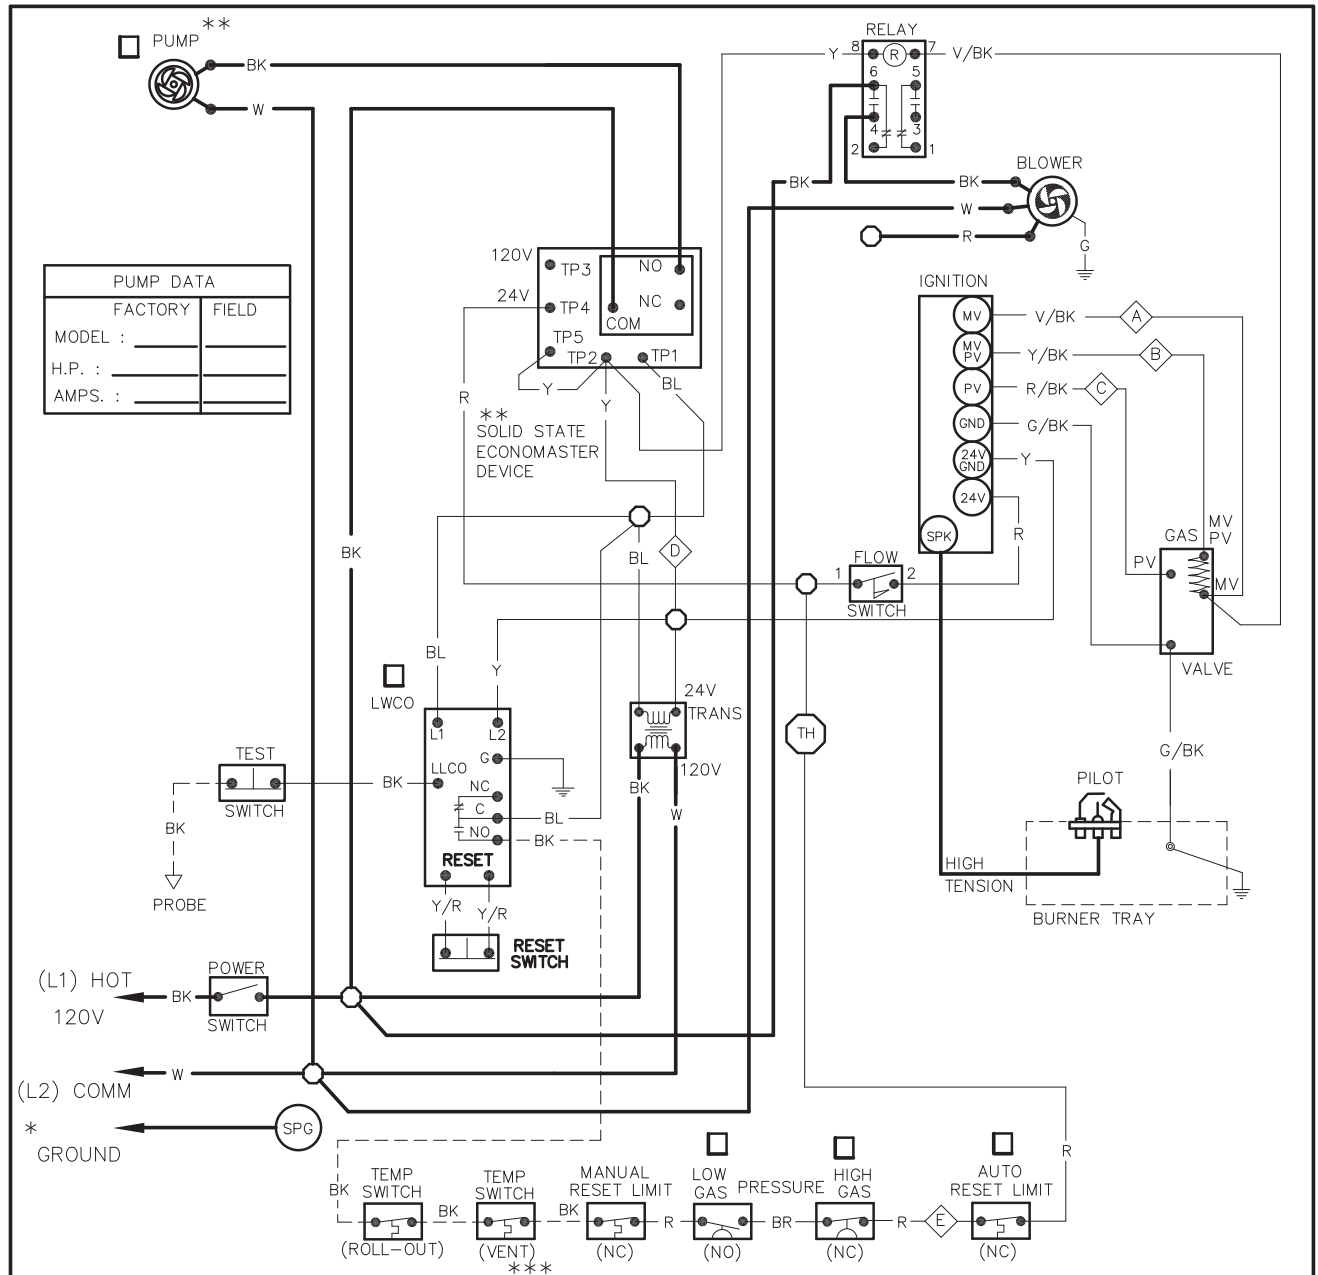 **
PUMP
BK
W
RELAY
Y
8
R
7
V/BK
6
5
4
3
2
1
BLOWER
BK
BK
W
R
G
120V
TP3
NO
24V
TP4
NC
COM
TP5
TP2
TP1
Y
Y
BL
R
**
SOLID STATE
ECONOMASTER
DEVICE
PUMP DATA
FACTORY
FIELD
MODEL :
H.P. :
AMPS. :
IGNITION
MV
V/BK
A
MV
PV
Y/BK
B
PV
R/BK
C
GND
G/BK
24V
GND
Y
24V
R
SPK
GAS
MV
PV
PV
MV
VALVE
BK
BL
D
FLOW
1
2
SWITCH
BL
Y
LWCO
24V
TRANS
120V
BK
W
TH
L1
L2
G
LLCO
NC
C
NO
BL
BK
RESET
TEST
SWITCH
BK
BK
PROBE
Y/R
Y/R
RESET
SWITCH
G/BK
PILOT
HIGH
TENSION
BURNER TRAY
(L1) HOT
120V
BK
POWER
SWITCH
(L2) COMM
W
*
GROUND
SPG
BK
TEMP
SWITCH
(ROLL-OUT)
BK
TEMP
SWITCH
(VENT)
***
BK
MANUAL
RESET LIMIT
(NC)
R
LOW
GAS
PRESSURE
HIGH
GAS
(NO)
BR
(NC)
R
E
AUTO
RESET LIMIT
(NC)
R